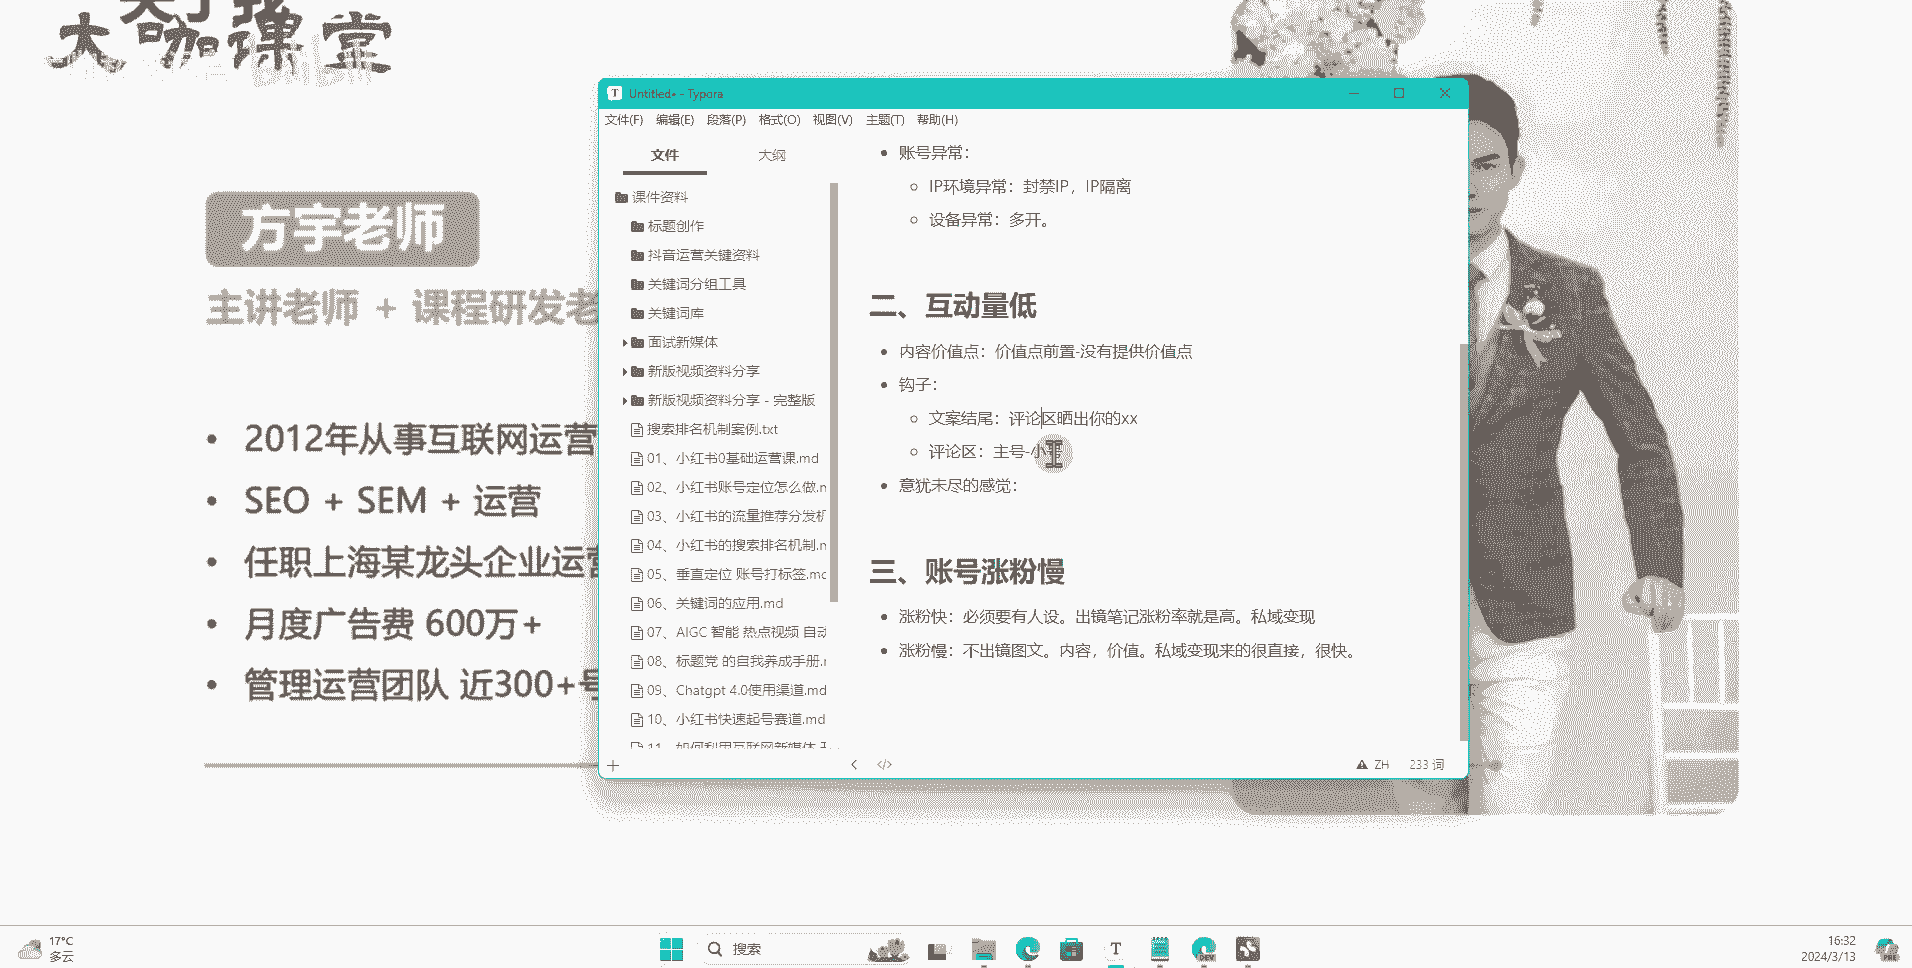 大咖课堂
方宇老师
主讲老师 + 课程研发老
2012年从事互联网运营
SEO + SEM + 运营
任职上海某龙头企业运营
月度广告费 600万+
管理运营团队 近300+号
Untitled• - Typora
文件(F) 编辑(E) 段落(P) 格式(O) 视图(V) 主题(T) 帮助(H)
文件 大纲
课件资料
标题创作
抖音运营关键资料
关键词分组工具
关键词库
面试新媒体
新版视频资料分享
新版视频资料分享 - 完整版
搜索排名机制案例.txt
01、小红书0基础运营课.md
02、小红书账号定位怎么做.m
03、小红书的流量推荐分发机
04、小红书的搜索排名机制.m
05、垂直定位 账号打标签.mc
06、关键词的应用.md
07、AIGC 智能 热点视频 自动
08、标题党 的自我养成手册.r
09、Chatgpt 4.0使用渠道.md
10、小红书快速起号赛道.md
11、如何利用互联网新媒体
账号异常：
IP环境异常：封禁IP，IP隔离
设备异常：多开。
二、互动量低
内容价值点：价值点前置-没有提供价值点
钩子：
文案结尾：评论区晒出你的xx
评论区：主号-小号
意犹未尽的感觉：
三、账号涨粉慢
涨粉快：必须要有人设。出镜笔记涨粉率就是高。私域变现
涨粉慢：不出镜图文。内容，价值。私域变现来的很直接，很快。
ZH 233 词
17°C
多云
搜索
T
DEV
16:32
2024/3/13
PRE